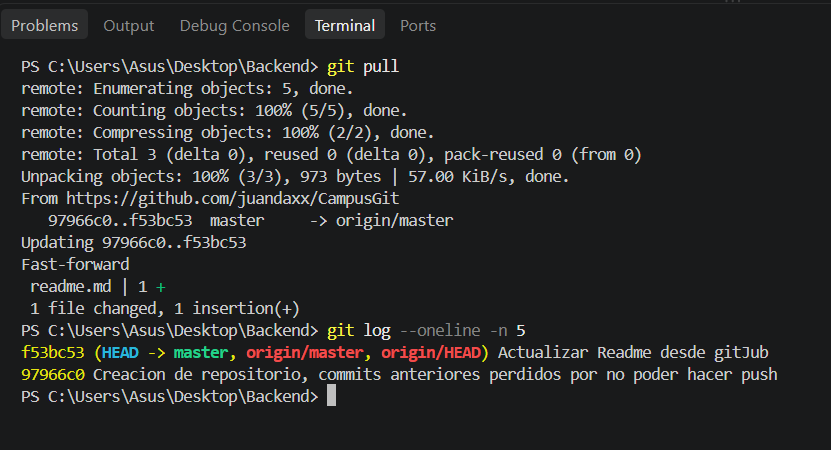 Problems Output Debug Console Terminal Ports
PS C:\Users\Asus\Desktop\Backend> git pull
remote: Enumerating objects: 5, done.
remote: Counting objects: 100% (5/5), done.
remote: Compressing objects: 100% (2/2), done.
remote: Total 3 (delta 0), reused 0 (delta 0), pack-reused 0 (from 0)
Unpacking objects: 100% (3/3), 973 bytes | 57.00 KiB/s, done.
From https://github.com/juandaxx/CampusGit
   97966c0..f53bc53  master     -> origin/master
Updating 97966c0..f53bc53
Fast-forward
 readme.md | 1 +
 1 file changed, 1 insertion(+)
PS C:\Users\Asus\Desktop\Backend> git log --oneline -n 5
f53bc53 (HEAD -> master, origin/master, origin/HEAD) Actualizar Readme desde gitJub
97966c0 Creacion de repositorio, commits anteriores perdidos por no poder hacer push
PS C:\Users\Asus\Desktop\Backend>